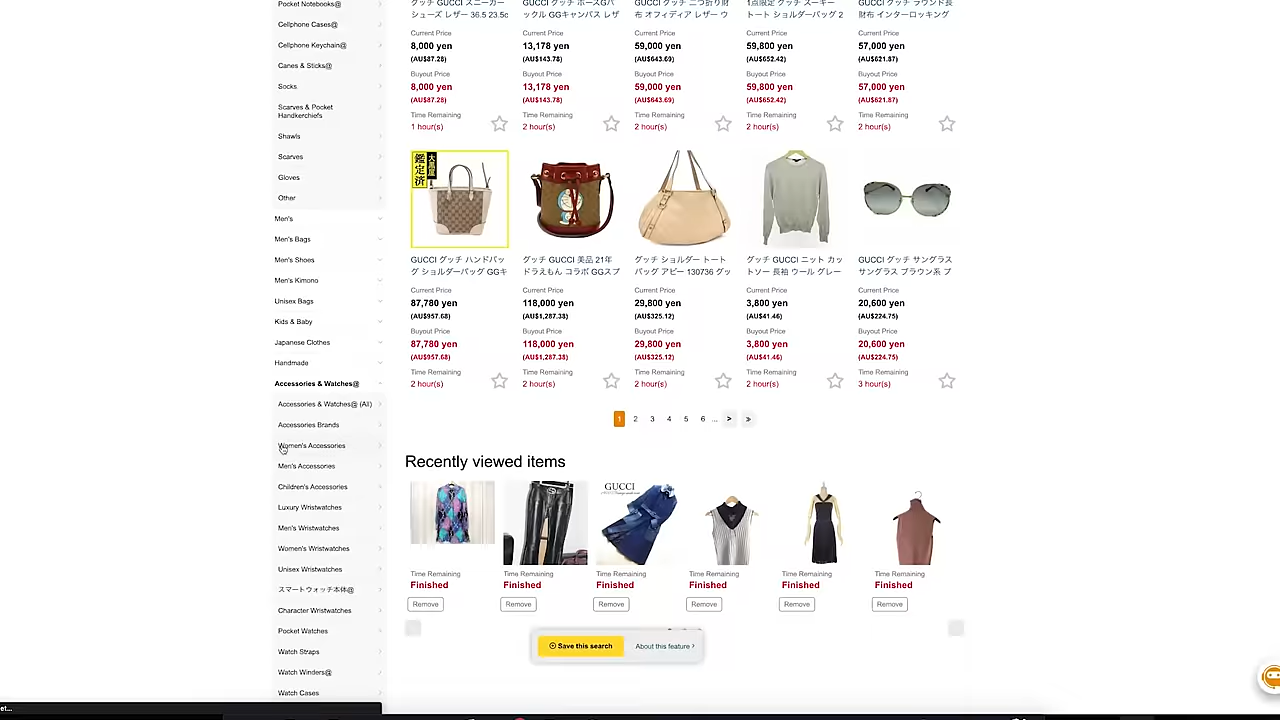 Pocket Notebooks@
Cellphone Cases@
Cellphone Keychain@
Canes & Sticks@
Socks
Scarves & Pocket
Handkerchiefs
Shawls
Scarves
Gloves
Other
Men's
Men's Bags
Men's Shoes
Men's Kimono
Unisex Bags
Kids & Baby
Japanese Clothes
Handmade
Accessories & Watches@
Accessories & Watches@ (All)
Accessories Brands
Women's Accessories
Men's Accessories
Children's Accessories
Luxury Wristwatches
Men's Wristwatches
Women's Wristwatches
Unisex Wristwatches
スマートウォッチ本体@
Character Wristwatches
Pocket Watches
Watch Straps
Watch Winders@
Watch Cases
et...
グッチ GUCCI スニーカー
シューズ レザー 36.5 23.5c
Current Price
8,000 yen
(AU$87.28)
Buyout Price
8,000 yen
(AU$87.28)
Time Remaining
1 hour(s)
GUCCI グッチ ホースGバ
ックル GGキャンバス レザ
Current Price
13,178 yen
(AU$143.78)
Buyout Price
13,178 yen
(AU$143.78)
Time Remaining
2 hour(s)
GUCCI グッチ 二つ折り財
布 オフィディア レザー ウ
Current Price
59,000 yen
(AU$643.69)
Buyout Price
59,000 yen
(AU$643.69)
Time Remaining
2 hour(s)
1点限定 グッチ スーキー
トート ショルダーバッグ 2
Current Price
59,800 yen
(AU$652.42)
Buyout Price
59,800 yen
(AU$652.42)
Time Remaining
2 hour(s)
GUCCI グッチ ラウンド長
財布 インターロッキング
Current Price
57,000 yen
(AU$621.87)
Buyout Price
57,000 yen
(AU$621.87)
Time Remaining
2 hour(s)
鑑定済
大黒屋
GUCCI グッチ ハンドバッ
グ ショルダーバッグ GGキ
Current Price
87,780 yen
(AU$957.68)
Buyout Price
87,780 yen
(AU$957.68)
Time Remaining
2 hour(s)
グッチ GUCCI 美品 21年
ドラえもん コラボ GGスプ
Current Price
118,000 yen
(AU$1,287.38)
Buyout Price
118,000 yen
(AU$1,287.38)
Time Remaining
2 hour(s)
グッチ ショルダー トート
バッグ アビー 130736 グッ
Current Price
29,800 yen
(AU$325.12)
Buyout Price
29,800 yen
(AU$325.12)
Time Remaining
2 hour(s)
グッチ GUCCI ニット カッ
トソー 長袖 ウール グレー
Current Price
3,800 yen
(AU$41.46)
Buyout Price
3,800 yen
(AU$41.46)
Time Remaining
2 hour(s)
GUCCI グッチ サングラス
サングラス ブラウン系 プ
Current Price
20,600 yen
(AU$224.75)
Buyout Price
20,600 yen
(AU$224.75)
Time Remaining
3 hour(s)
1 2 3 4 5 6 ... > »
Recently viewed items
GUCCI
Time Remaining
Finished
Remove
Time Remaining
Finished
Remove
Time Remaining
Finished
Remove
Time Remaining
Finished
Remove
Time Remaining
Finished
Remove
Time Remaining
Finished
Remove
Save this search
About this feature